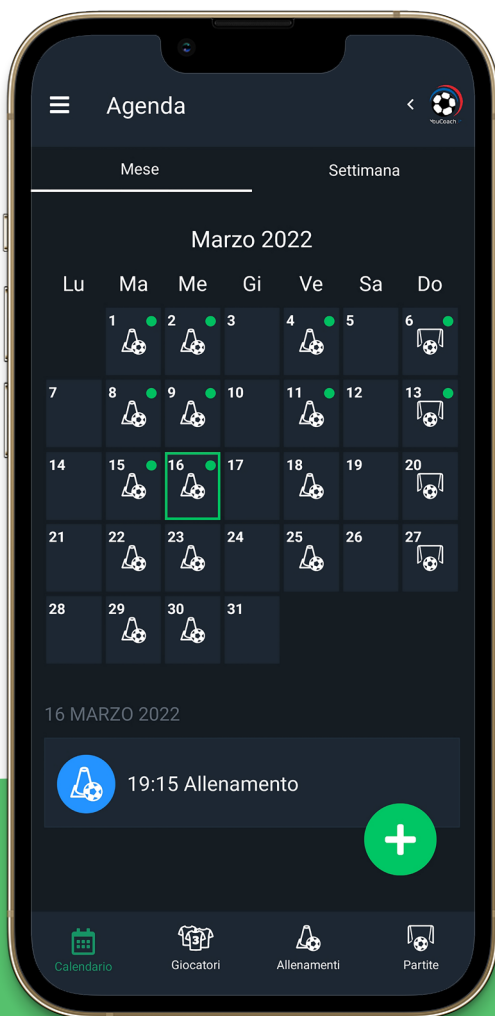 Agenda
YouCoach
Mese Settimana
Marzo 2022
Lu Ma Me Gi Ve Sa Do
1 2 3 4 5 6
7 8 9 10 11 12 13
14 15 16 17 18 19 20
21 22 23 24 25 26 27
28 29 30 31
16 MARZO 2022
19:15 Allenamento
Calendario Giocatori Allenamenti Partite
3